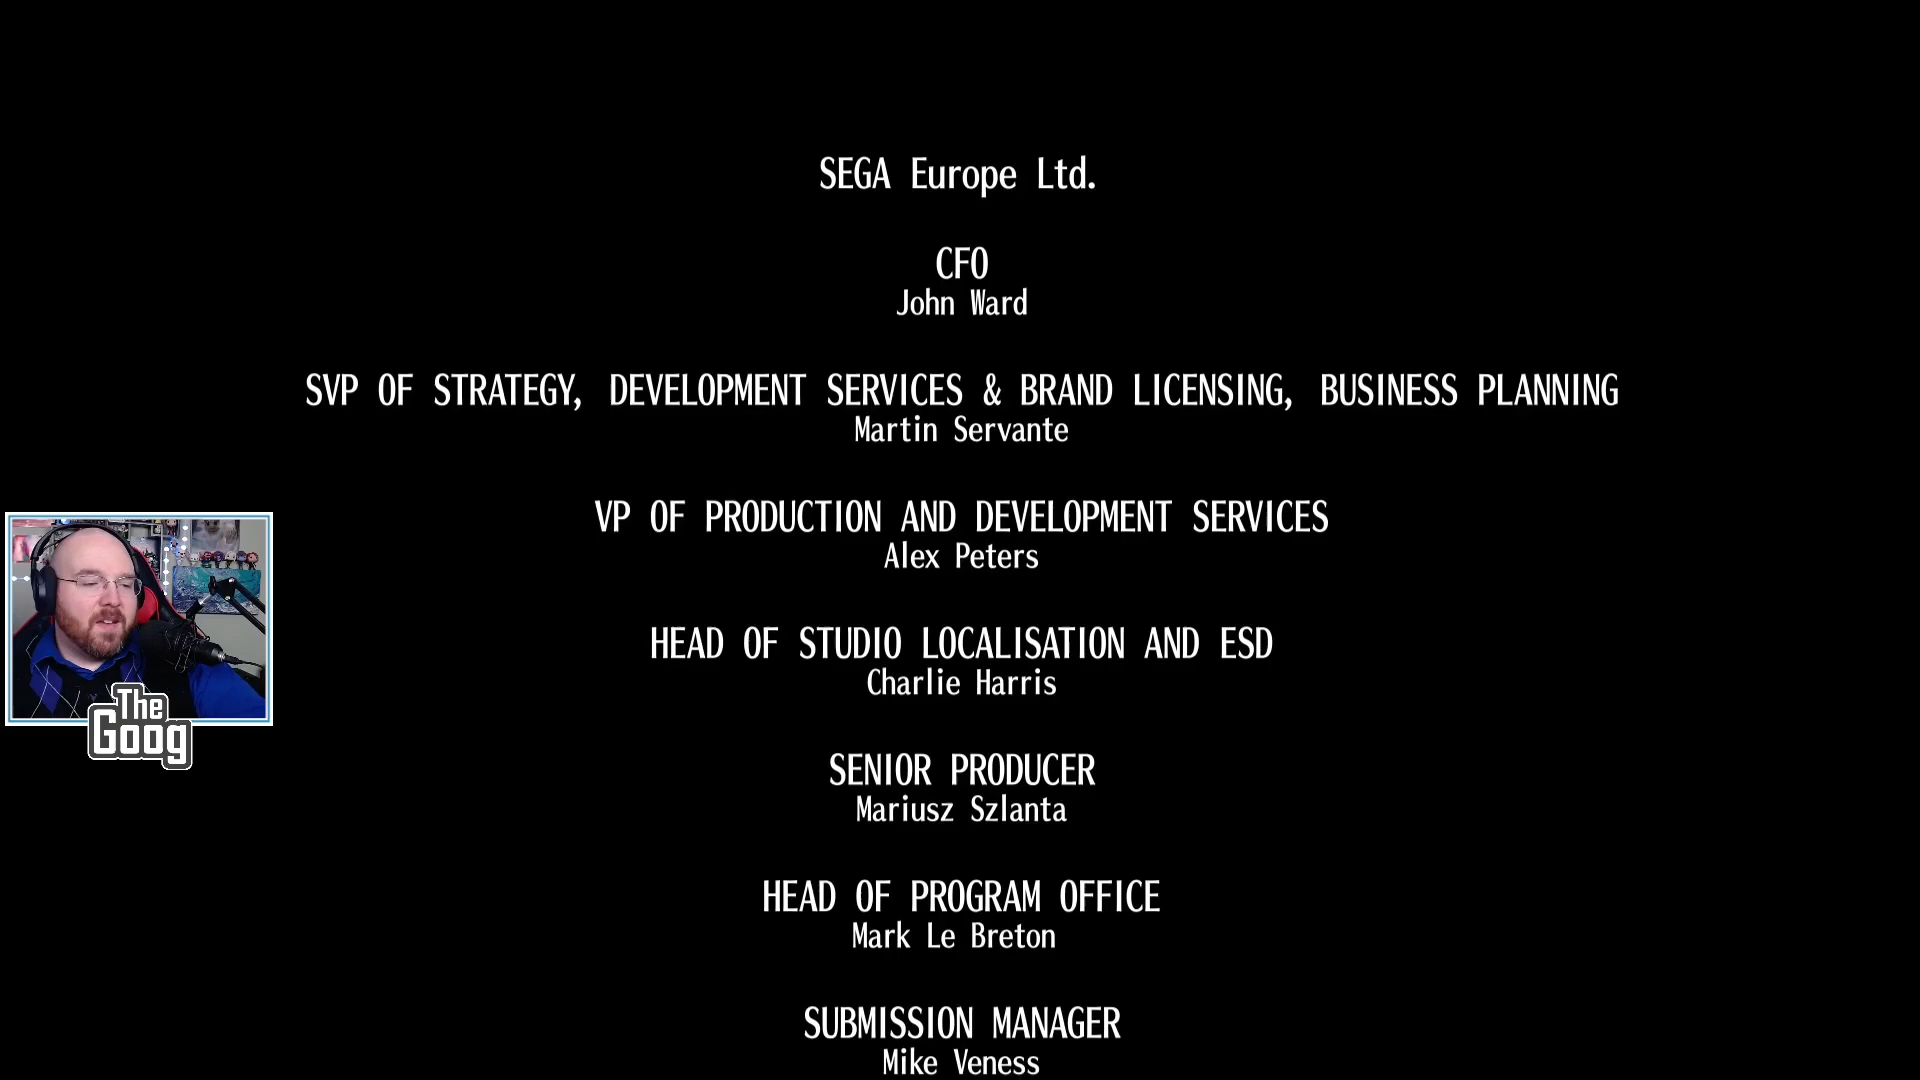 SEGA Europe Ltd.
CFO
John Ward
SVP OF STRATEGY, DEVELOPMENT SERVICES & BRAND LICENSING, BUSINESS PLANNING
Martin Servante
VP OF PRODUCTION AND DEVELOPMENT SERVICES
Alex Peters
HEAD OF STUDIO LOCALISATION AND ESD
Charlie Harris
SENIOR PRODUCER
Mariusz Szlanta
HEAD OF PROGRAM OFFICE
Mark Le Breton
SUBMISSION MANAGER
Mike Veness
The
Goog